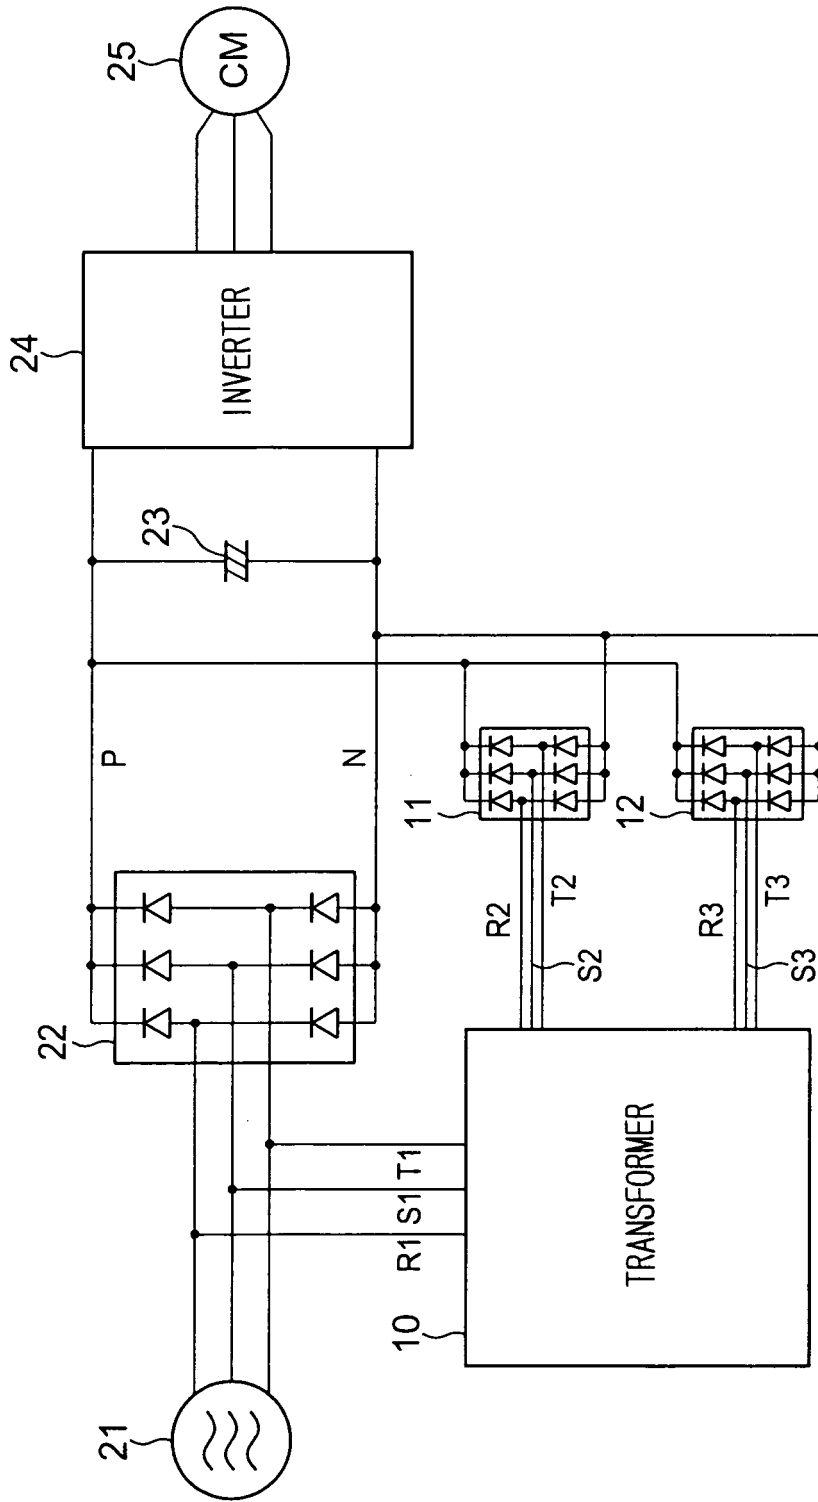 25
CM
24
INVERTER
23
P
N
22
11
12
R2
S2
T2
R3
S3
T3
R1
S1
T1
10
TRANSFORMER
21